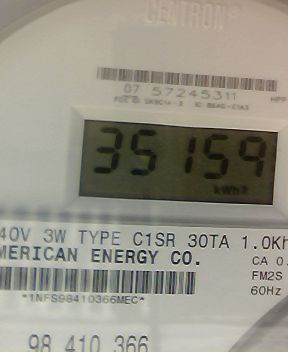 CENTRON®
07 57245311
35159
kWh
40V 3W TYPE C1SR 30TA 1.0Kh
MERICAN ENERGY CO.
CA 0.
FM2S
*1NFS98410366MEC*
60Hz
98 410 366